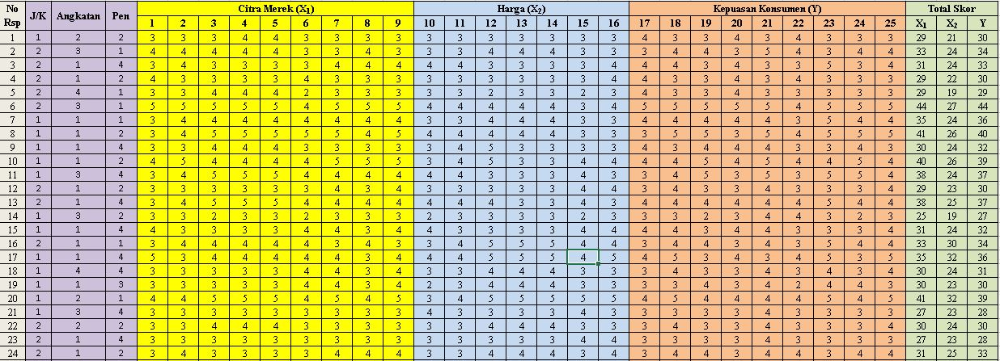 No Rsp J/K Angkatan Pen Citra Merek (X1) Harga (X2) Kepuasan Konsumen (Y) Total Skor
1 2 3 4 5 6 7 8 9 10 11 12 13 14 15 16 17 18 19 20 21 22 23 24 25 X1 X2 Y
1 1 2 2 3 3 3 4 4 3 3 3 3 3 3 3 3 3 3 3 4 3 3 4 3 4 3 3 3 29 21 30
2 2 3 1 4 4 4 4 3 3 4 3 4 3 3 4 4 4 3 3 3 4 4 3 5 4 3 4 4 33 24 34
3 2 1 4 3 4 3 3 3 3 4 4 4 4 4 3 3 3 3 4 4 4 3 4 3 3 5 3 4 31 24 33
4 2 1 2 4 3 3 3 3 4 3 3 3 3 3 3 3 3 3 4 4 3 3 4 3 4 3 3 3 29 22 30
5 2 4 1 3 3 4 4 4 2 3 3 3 3 3 2 3 3 2 3 4 3 3 4 3 3 3 3 3 29 19 29
6 2 3 1 5 5 5 5 5 4 5 5 5 4 4 4 4 4 3 4 5 5 5 5 5 4 5 5 5 44 27 44
7 1 1 1 3 4 4 4 4 4 4 4 4 3 3 4 4 4 3 3 4 4 4 4 4 3 5 4 4 35 24 36
8 1 1 2 3 4 5 5 5 5 5 4 5 4 4 4 4 4 3 3 3 5 5 3 5 4 5 5 5 41 26 40
9 1 1 4 3 3 4 4 4 3 3 3 3 3 4 5 3 3 3 3 4 3 4 4 4 3 3 4 3 30 24 32
10 1 1 2 4 5 4 4 4 4 5 5 5 3 4 5 3 3 4 4 3 4 5 4 5 4 5 5 4 40 26 39
11 1 3 4 3 4 5 5 5 4 4 4 4 4 4 3 3 3 3 4 3 4 5 3 5 3 4 5 5 38 24 37
12 2 1 2 3 3 3 3 3 4 3 4 3 3 3 3 3 3 4 4 3 3 3 4 4 3 3 4 3 29 23 30
13 2 1 4 3 4 5 5 5 4 4 4 4 4 4 4 3 3 4 3 4 4 4 4 4 4 5 4 4 38 25 37
14 1 3 2 3 3 2 3 3 2 3 3 3 2 3 3 3 3 2 3 3 3 2 3 4 4 3 2 3 25 19 27
15 1 1 4 4 3 3 3 3 4 3 4 4 3 3 3 4 4 3 4 3 3 4 3 4 4 3 4 4 31 24 32
16 2 1 1 3 4 4 4 4 4 3 4 3 3 4 5 5 5 4 4 3 4 3 4 4 3 5 4 4 33 30 34
17 1 1 4 5 3 4 4 4 4 4 3 4 4 4 5 5 5 4 5 4 5 3 4 3 4 5 3 5 35 32 36
18 1 4 4 4 3 3 3 3 4 3 4 3 3 3 4 4 4 3 3 3 4 3 3 4 4 3 3 4 30 24 31
19 1 1 3 3 3 3 3 3 4 4 3 4 2 3 4 4 4 3 3 3 3 4 3 4 2 4 4 3 30 23 30
20 1 2 1 4 4 5 5 5 4 5 4 5 3 4 5 5 5 5 5 4 5 4 4 4 4 5 4 5 41 32 39
21 1 3 4 3 3 3 3 3 3 3 3 3 4 3 3 3 3 4 3 3 3 3 3 4 3 3 3 3 27 23 28
22 2 2 2 3 3 4 4 4 3 3 3 3 3 3 4 4 4 3 3 3 4 3 3 4 3 3 3 4 30 24 30
23 2 1 4 3 3 3 3 3 3 3 3 3 3 3 3 3 3 4 4 3 3 3 4 3 3 3 3 3 27 23 28
24 2 1 2 3 4 3 3 3 3 4 4 4 3 3 4 4 4 3 4 3 4 4 3 4 4 3 4 4 31 25 33